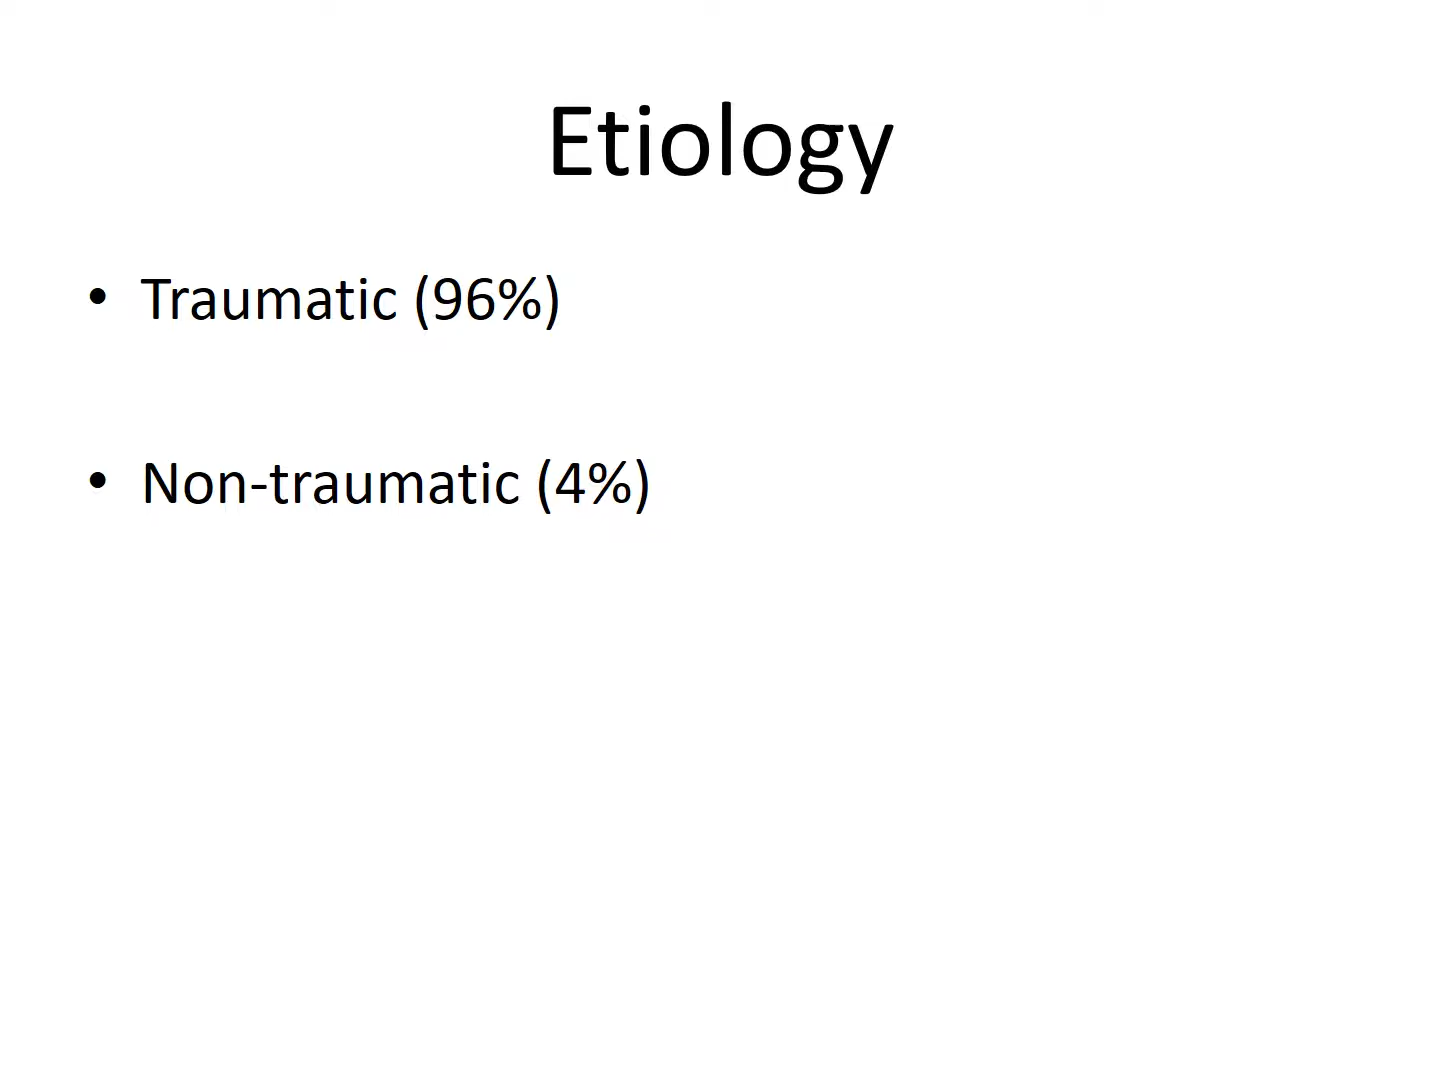 Etiology
• Traumatic (96%)
• Non-traumatic (4%)